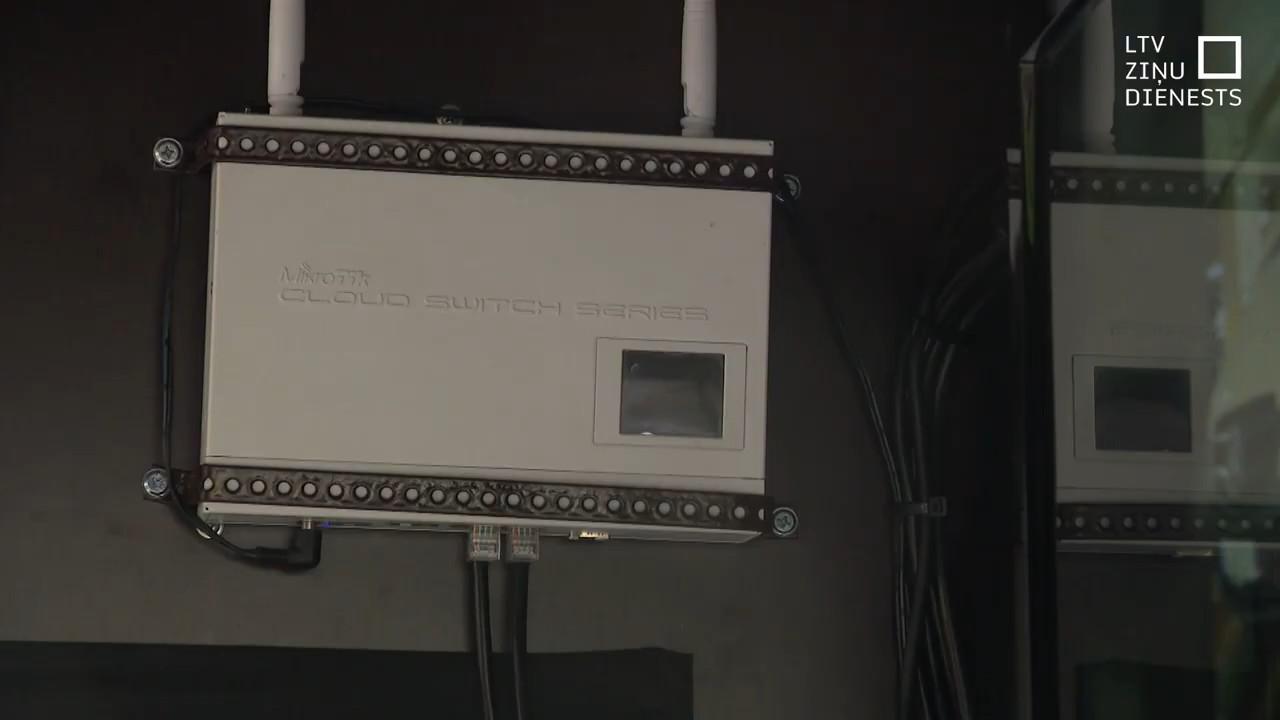 LTV
ZIŅU
DIENESTS
MikroTik
CLOUD SWITCH SERIES